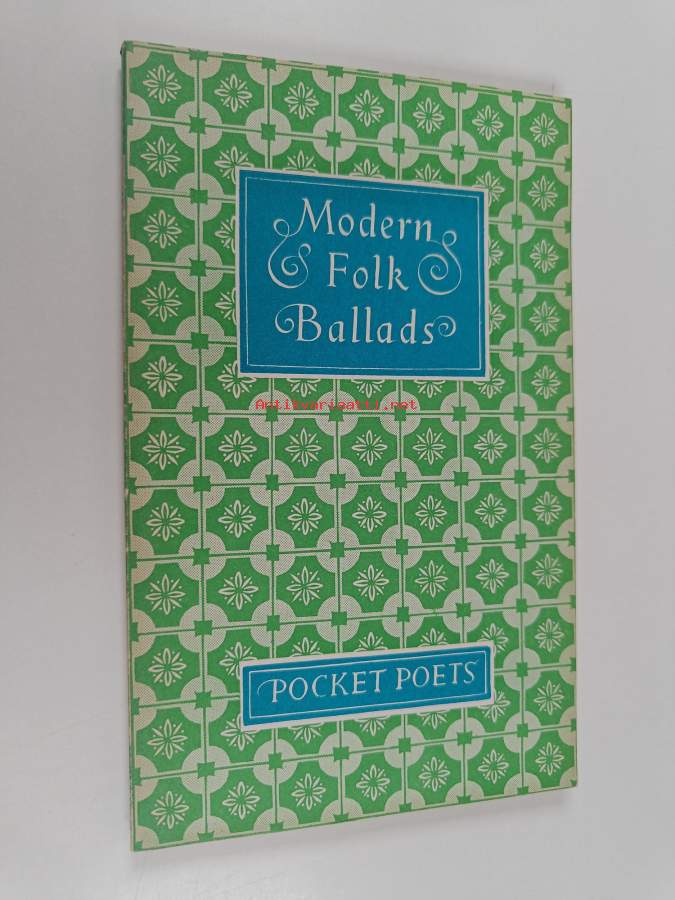 Modern
Folk
Ballads
Antikvariaatti.net
POCKET POETS